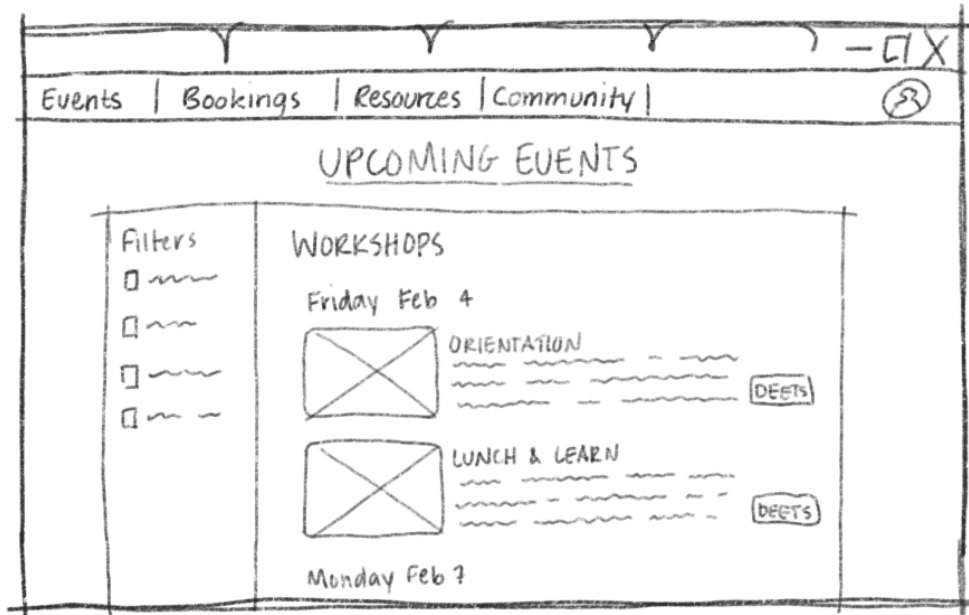 Events | Bookings | Resources | Community |
UPCOMING EVENTS
Filters
WORKSHOPS
Friday Feb 4
ORIENTATION
DEETS
LUNCH & LEARN
DEETS
Monday Feb 7